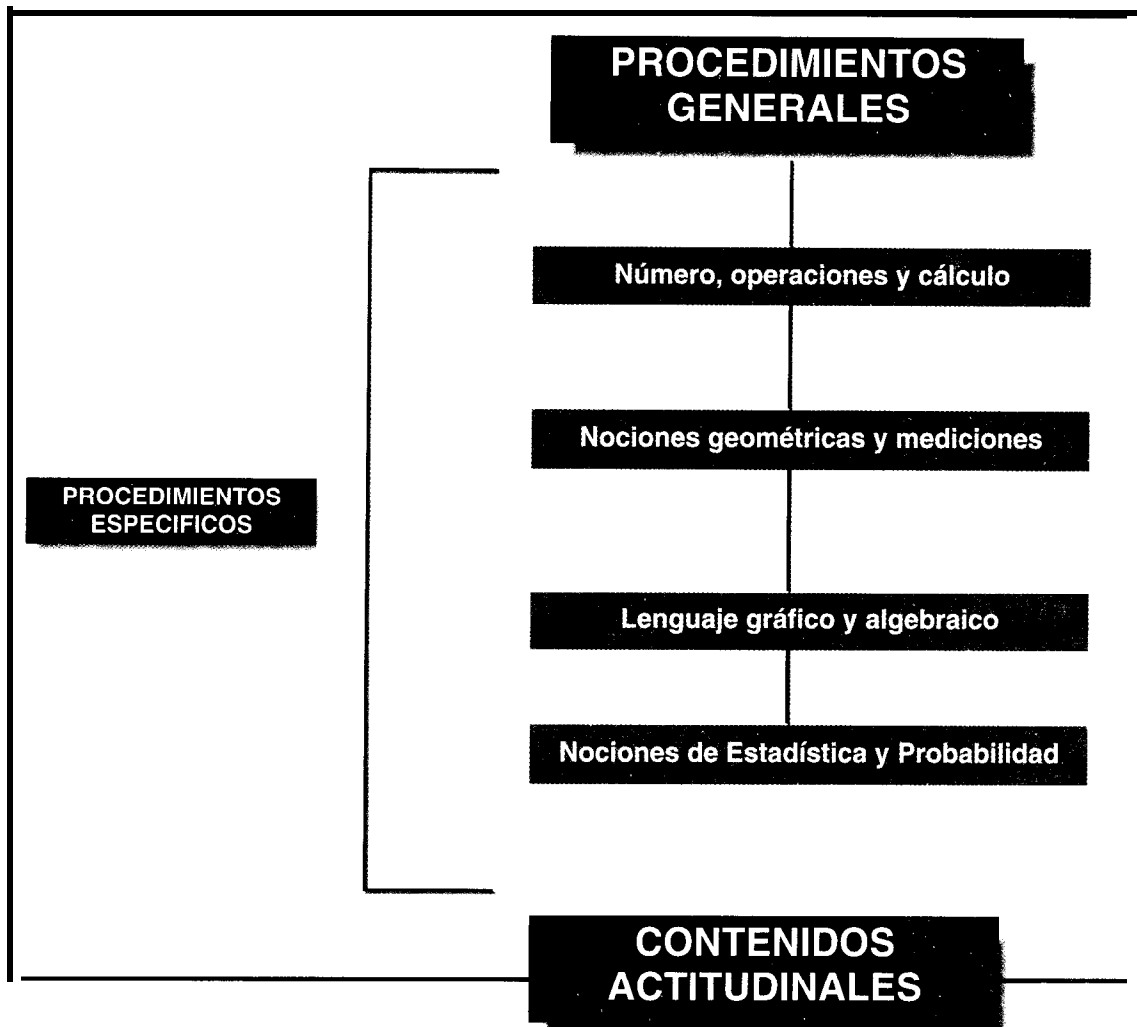 PROCEDIMIENTOS
GENERALES
Número, operaciones y cálculo
Nociones geométricas y mediciones
PROCEDIMIENTOS
ESPECIFICOS
Lenguaje gráfico y algebraico
Nociones de Estadística y Probabilidad
CONTENIDOS
ACTITUDINALES